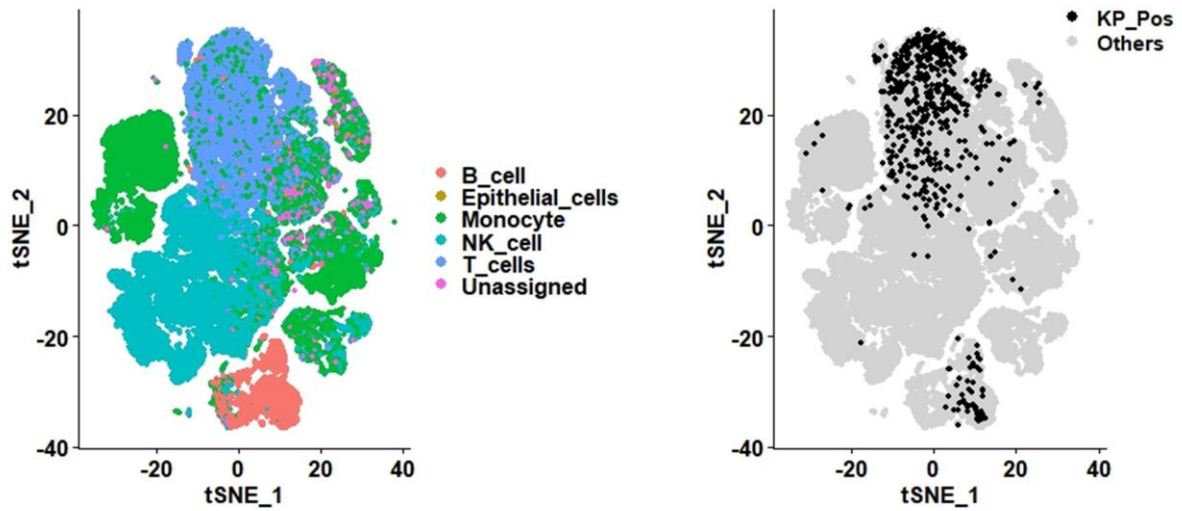 tSNE_2
20
0
-20
-40
-20
0
20
40
tSNE_1
B_cell
Epithelial_cells
Monocyte
NK_cell
T_cells
Unassigned
tSNE_2
20
0
-20
-40
-20
0
20
40
tSNE_1
KP_Pos
Others